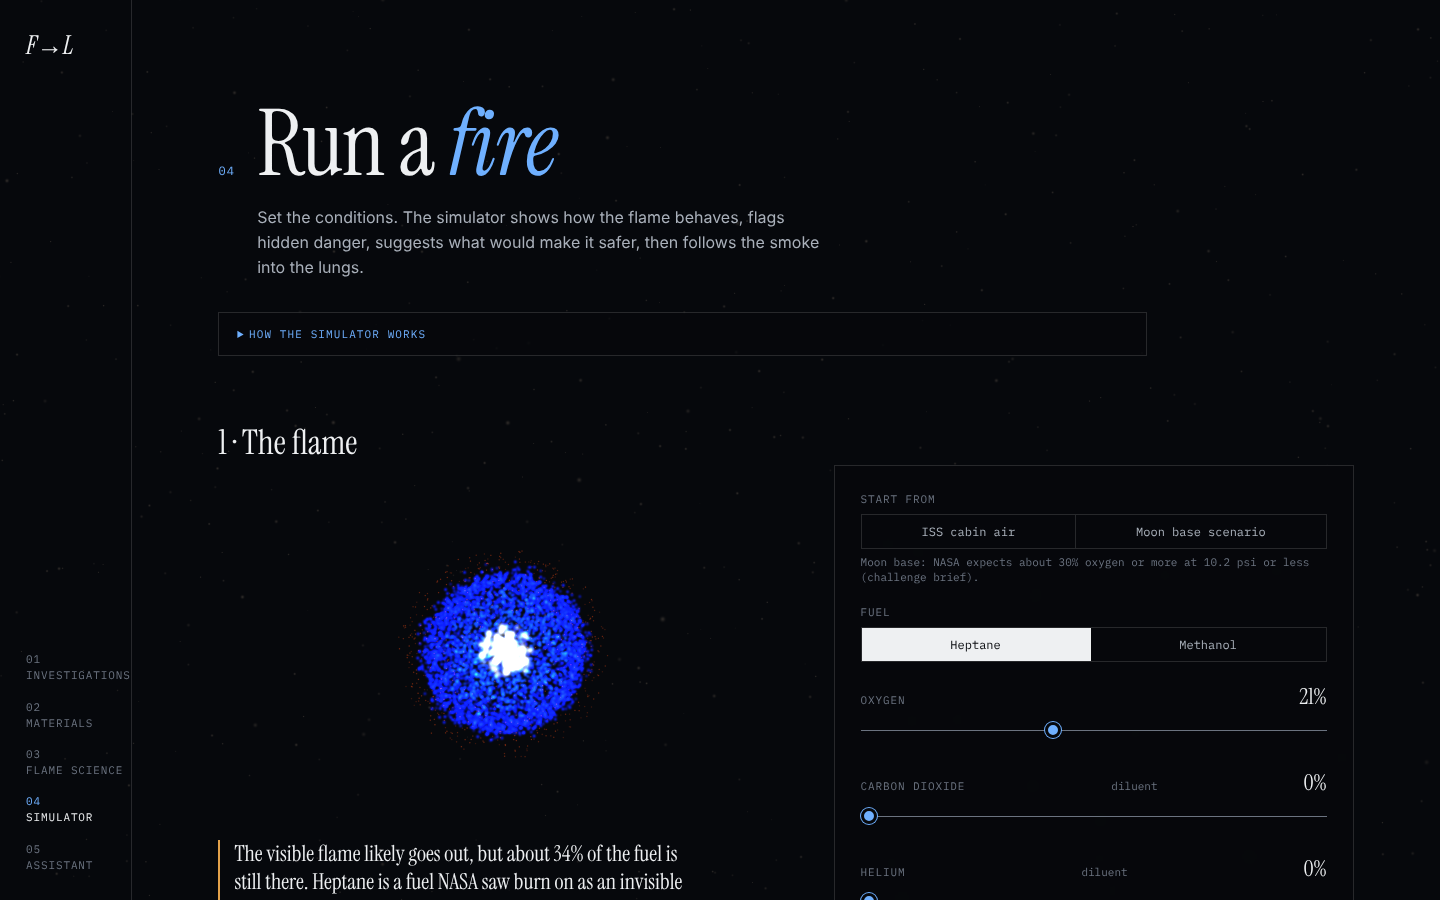 F→L
04 Run a fire
Set the conditions. The simulator shows how the flame behaves, flags
hidden danger, suggests what would make it safer, then follows the smoke
into the lungs.
▶ HOW THE SIMULATOR WORKS
1 · The flame
START FROM
ISS cabin air
Moon base scenario
Moon base: NASA expects about 30% oxygen or more at 10.2 psi or less
(challenge brief).
FUEL
Heptane
Methanol
OXYGEN 21%
CARBON DIOXIDE diluent 0%
HELIUM diluent 0%
The visible flame likely goes out, but about 34% of the fuel is
still there. Heptane is a fuel NASA saw burn on as an invisible
01
INVESTIGATIONS
02
MATERIALS
03
FLAME SCIENCE
04
SIMULATOR
05
ASSISTANT